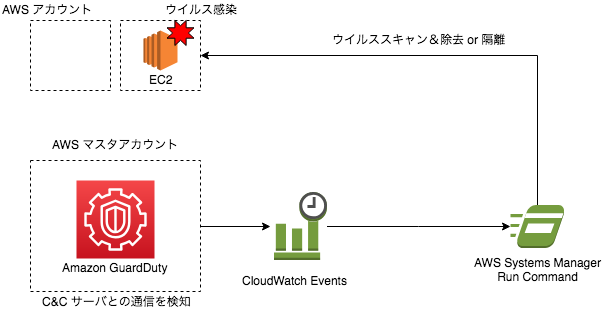 AWS アカウント
ウイルス感染
EC2
ウイルススキャン＆除去 or 隔離
AWS マスタアカウント
Amazon GuardDuty
C&C サーバとの通信を検知
CloudWatch Events
AWS Systems Manager
Run Command